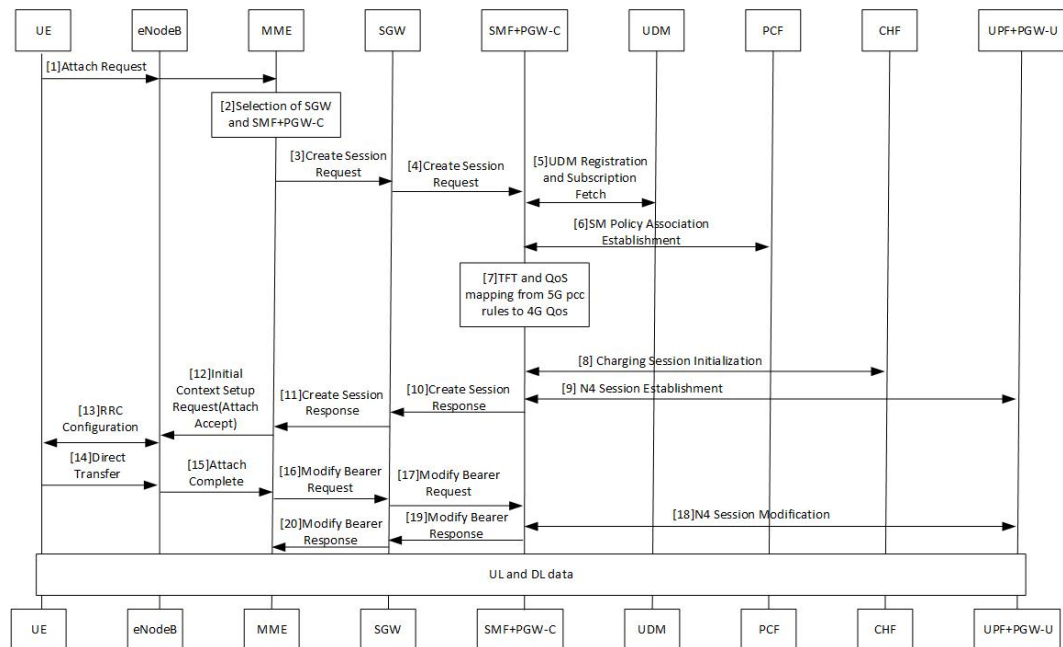 UE
eNodeB
MME
SGW
SMF+PGW-C
UDM
PCF
CHF
UPF+PGW-U
[1]Attach Request
[2]Selection of SGW
and SMF+PGW-C
[3]Create Session
Request
[4]Create Session
Request
[5]UDM Registration
and Subscription
Fetch
[6]SM Policy Association
Establishment
[7]TFT and QoS
mapping from 5G pcc
rules to 4G Qos
[8] Charging Session Initialization
[9] N4 Session Establishment
[10]Create Session
Response
[11]Create Session
Response
[12]Initial
Context Setup
Request(Attach
Accept)
[13]RRC
Configuration
[14]Direct
Transfer
[15]Attach
Complete
[16]Modify Bearer
Request
[17]Modify Bearer
Request
[18]N4 Session Modification
[19]Modify Bearer
Response
[20]Modify Bearer
Response
UL and DL data
UE
eNodeB
MME
SGW
SMF+PGW-C
UDM
PCF
CHF
UPF+PGW-U